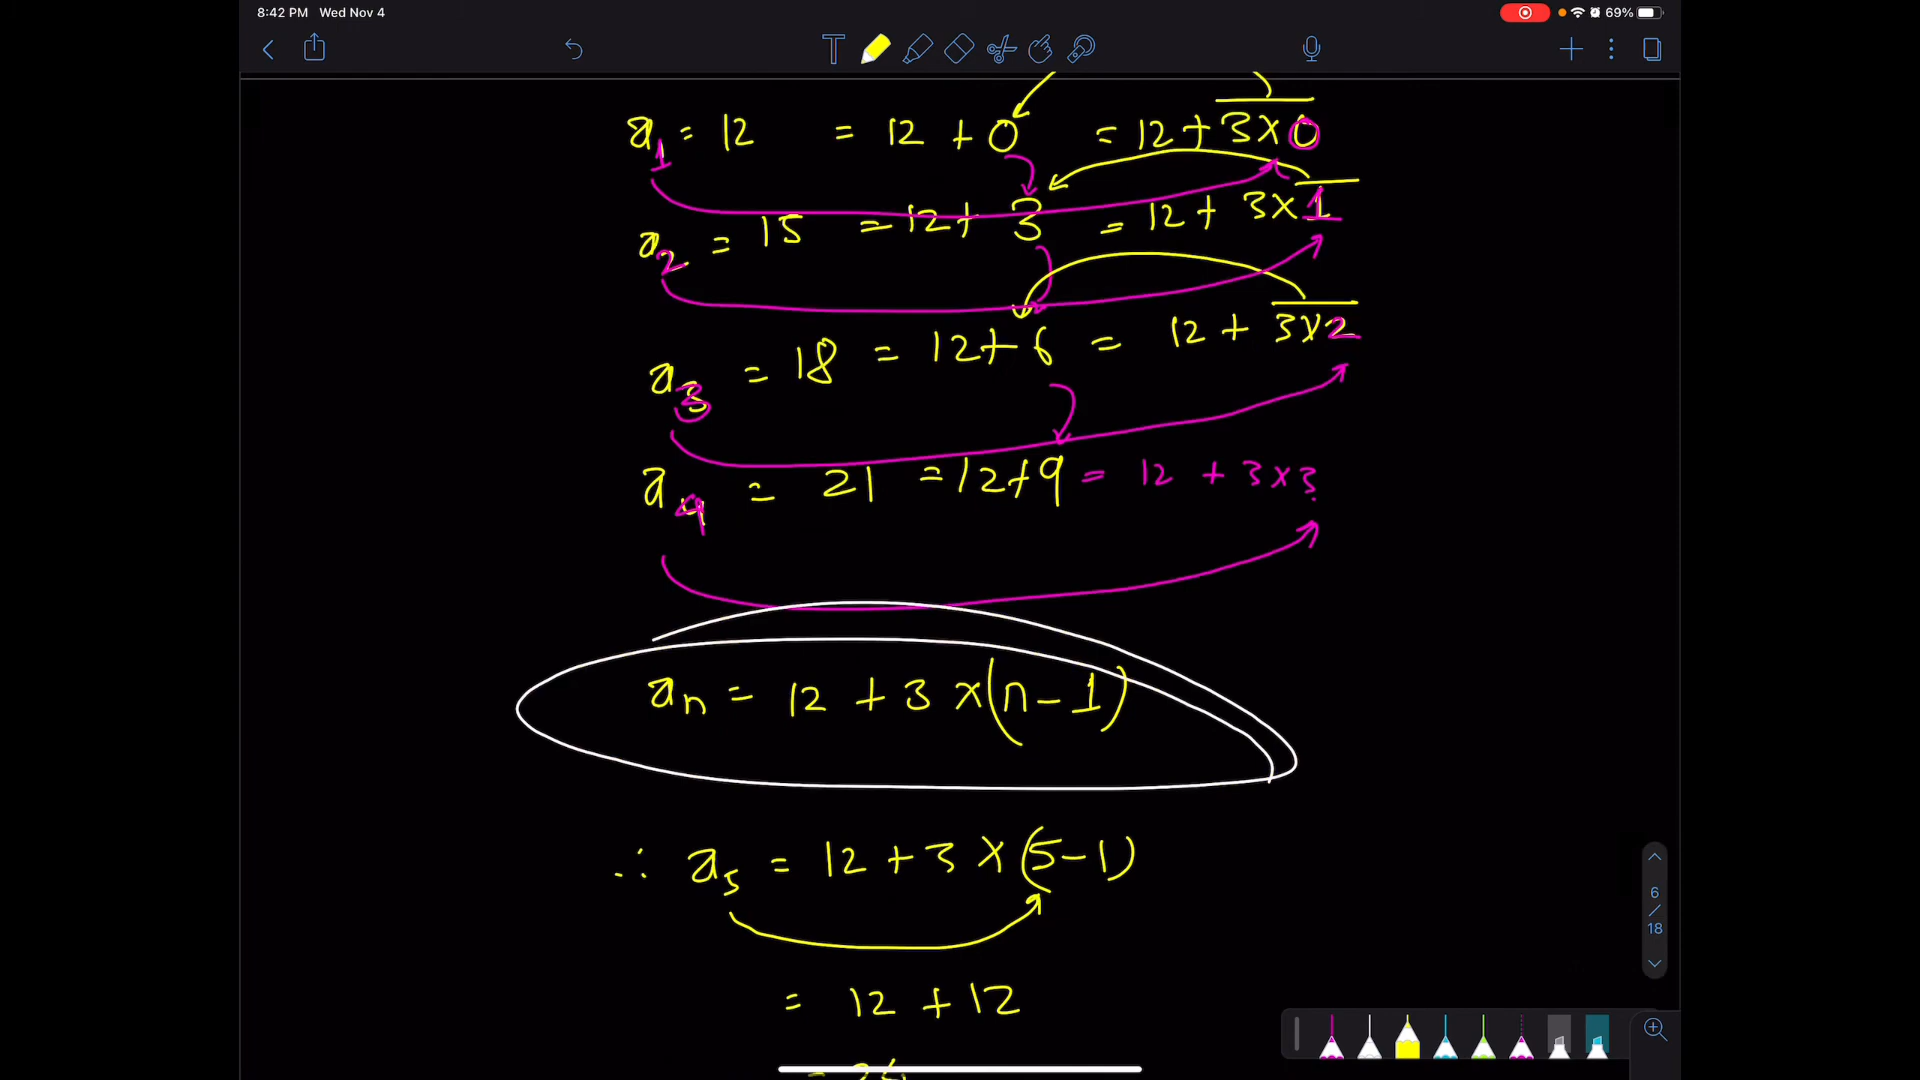 8:42 PM Wed Nov 4 69%
T
a1 = 12 = 12 + 0 = 12 + 3 x 0
a2 = 15 = 12 + 3 = 12 + 3 x 1
a3 = 18 = 12 + 6 = 12 + 3 x 2
a4 = 21 = 12 + 9 = 12 + 3 x 3
an = 12 + 3 x (n - 1)
∴ a5 = 12 + 3 x (5 - 1)
= 12 + 12
6 / 18